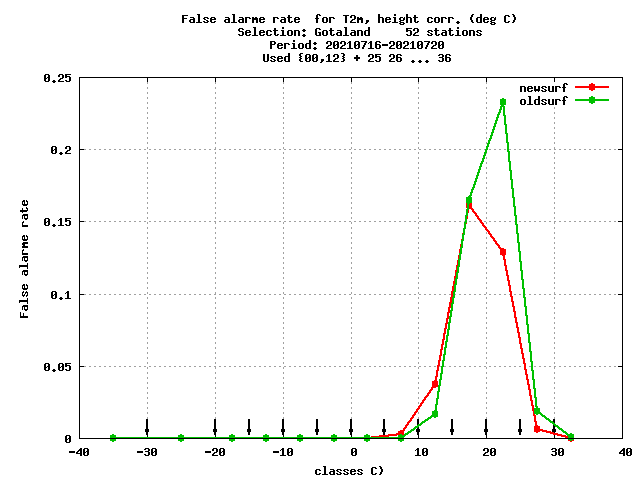 False alarme rate  for T2m, height corr. (deg C)
Selection: Gotaland     52 stations
Period: 20210716-20210720
Used {00,12} + 25 26 ... 36
newsurf
oldsurf
0.25
0.2
0.15
0.1
0.05
0
False alarme rate
-40 -30 -20 -10 0 10 20 30 40
classes C)